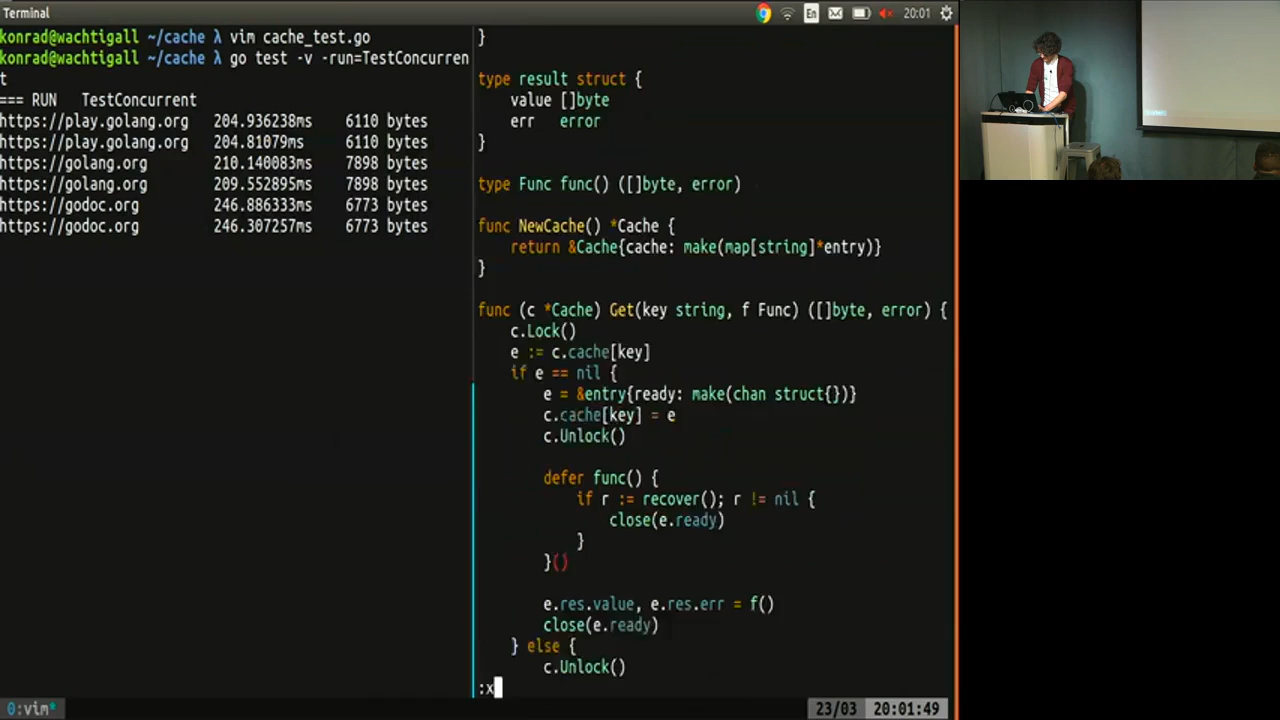 Terminal
En
20:01
konrad@wachtigall ~/cache λ vim cache_test.go
konrad@wachtigall ~/cache λ go test -v -run=TestConcurren
t
=== RUN   TestConcurrent
https://play.golang.org   204.936238ms    6110 bytes
https://play.golang.org   204.81079ms     6110 bytes
https://golang.org        210.140083ms    7898 bytes
https://golang.org        209.552895ms    7898 bytes
https://godoc.org         246.886333ms    6773 bytes
https://godoc.org         246.307257ms    6773 bytes
}
type result struct {
    value []byte
    err   error
}
type Func func() ([]byte, error)
func NewCache() *Cache {
    return &Cache{cache: make(map[string]*entry)}
}
func (c *Cache) Get(key string, f Func) ([]byte, error) {
    c.Lock()
    e := c.cache[key]
    if e == nil {
        e = &entry{ready: make(chan struct{})}
        c.cache[key] = e
        c.Unlock()
        defer func() {
            if r := recover(); r != nil {
                close(e.ready)
            }
        }()
        e.res.value, e.res.err = f()
        close(e.ready)
    } else {
        c.Unlock()
:x
0:vim*
23/03
20:01:49